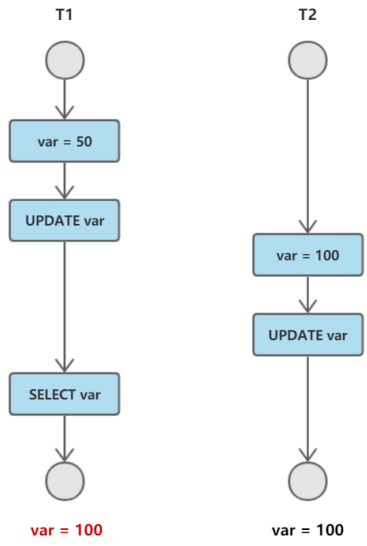 T1
T2
var = 50
UPDATE var
var = 100
UPDATE var
SELECT var
var = 100
var = 100